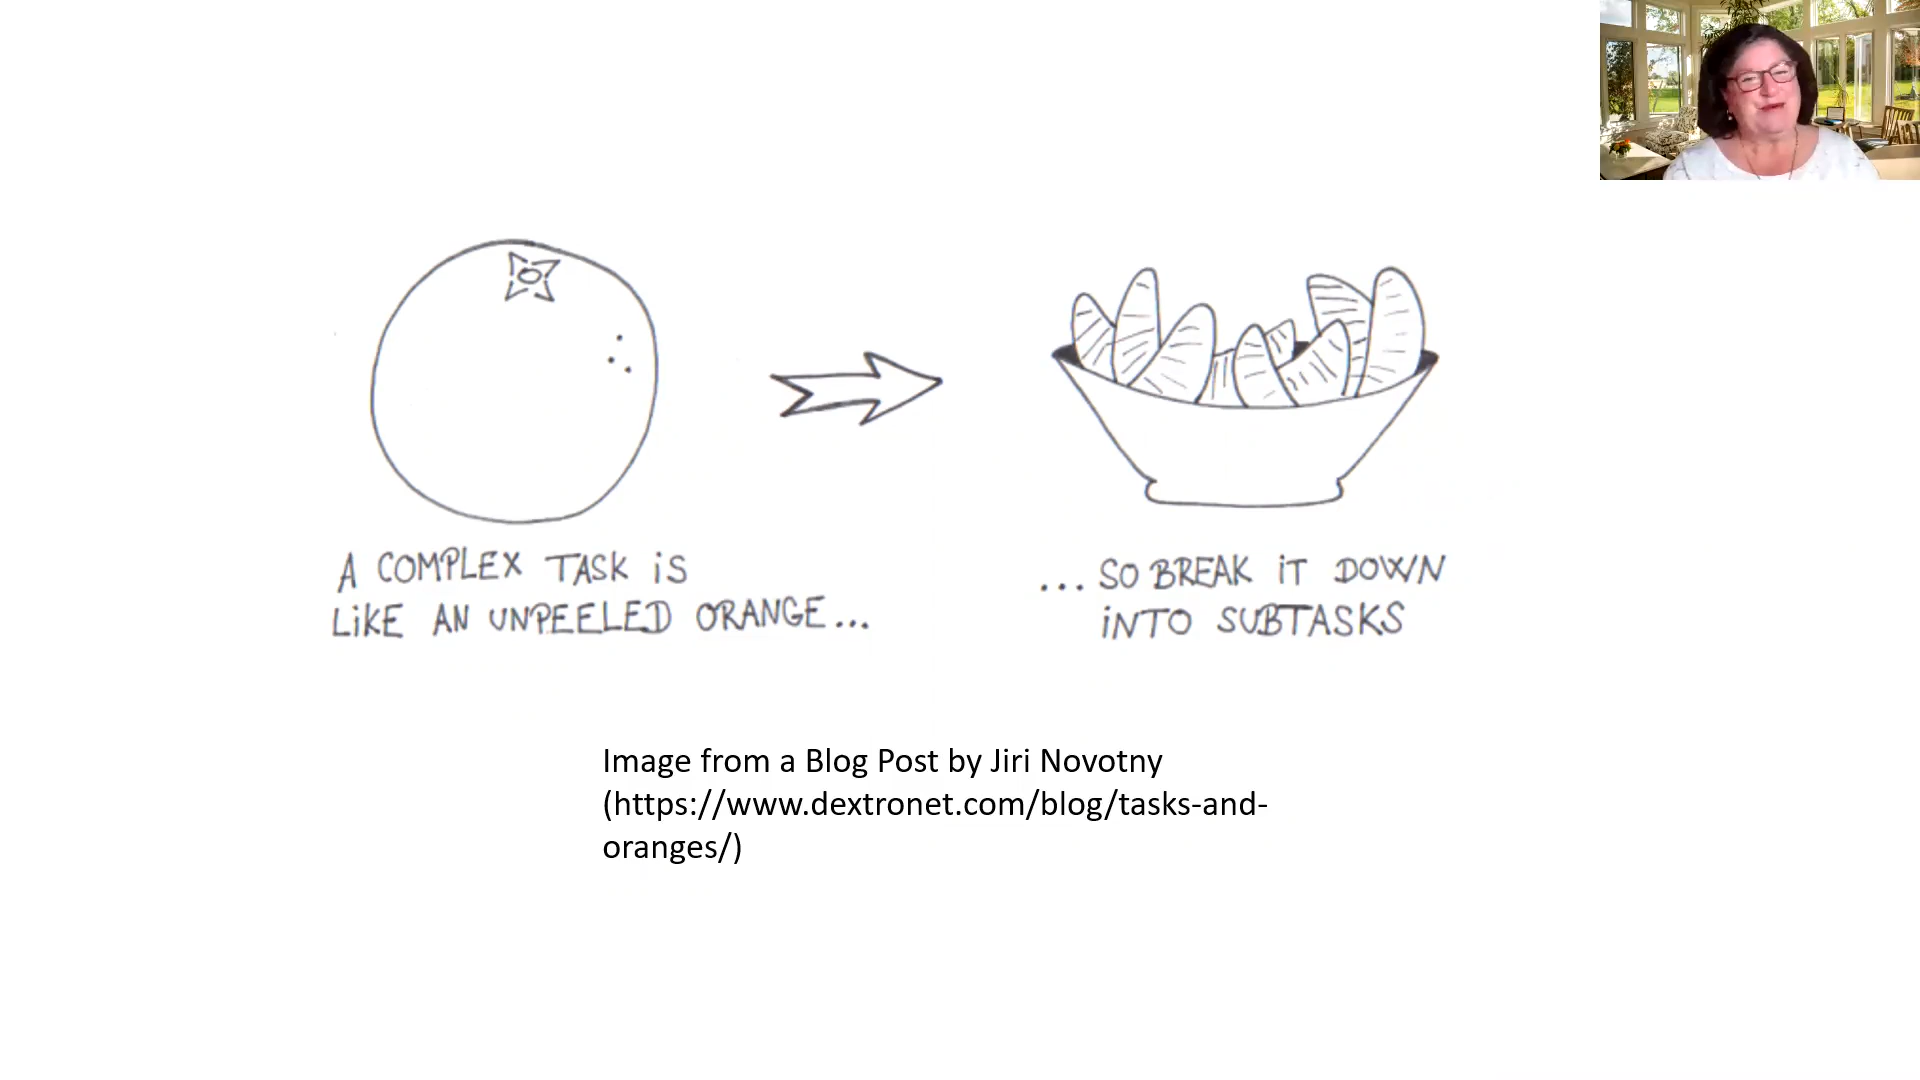 A COMPLEX TASK iS
LiKE AN UNPEELED ORANGE...
...SO BREAK iT DOWN
iNTO SUBTASKS
Image from a Blog Post by Jiri Novotny
(https://www.dextronet.com/blog/tasks-and-
oranges/)